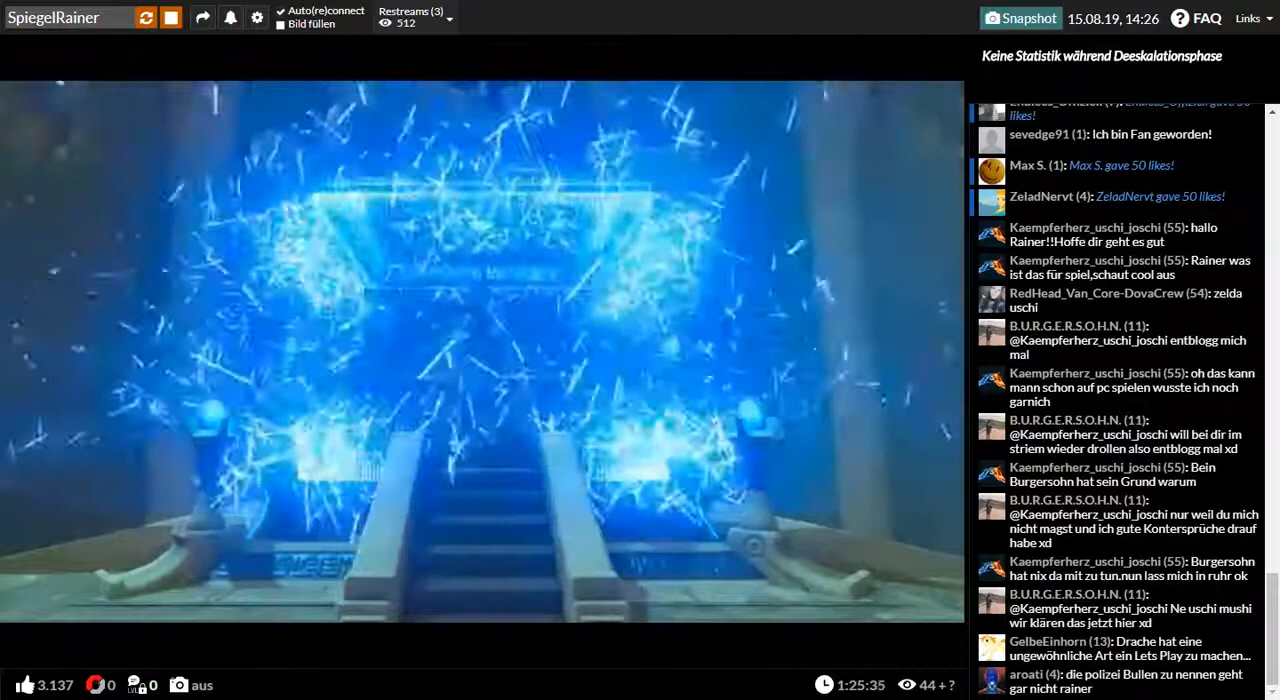 SpiegelRainer
Auto(re)connect
Bild füllen
Restreams (3)
512
Snapshot
15.08.19, 14:26
FAQ
Links
Keine Statistik während Deeskalationsphase
likes!
sevedge91 (1): Ich bin Fan geworden!
Max S. (1): Max S. gave 50 likes!
ZeladNervt (4): ZeladNervt gave 50 likes!
Kaempferherz_uschi_joschi (55): hallo
Rainer!!Hoffe dir geht es gut
Kaempferherz_uschi_joschi (55): Rainer was
ist das für spiel,schaut cool aus
RedHead_Van_Core-DovaCrew (54): zelda
uschi
B.U.R.G.E.R.S.O.H.N. (11):
@Kaempferherz_uschi_joschi entblogg mich
mal
Kaempferherz_uschi_joschi (55): oh das kann
mann schon auf pc spielen wusste ich noch
garnich
B.U.R.G.E.R.S.O.H.N. (11):
@Kaempferherz_uschi_joschi will bei dir im
striem wieder drollen also entblogg mal xd
Kaempferherz_uschi_joschi (55): Bein
Burgersohn hat sein Grund warum
B.U.R.G.E.R.S.O.H.N. (11):
@Kaempferherz_uschi_joschi nur weil du mich
nicht magst und ich gute Kontersprüche drauf
habe xd
Kaempferherz_uschi_joschi (55): Burgersohn
hat nix da mit zu tun.nun lass mich in ruhr ok
B.U.R.G.E.R.S.O.H.N. (11):
@Kaempferherz_uschi_joschi Ne uschi mushi
wir klären das jetzt hier xd
GelbeEinhorn (13): Drache hat eine
ungewöhnliche Art ein Lets Play zu machen...
aroati (4): die polizei Bullen zu nennen geht
gar nicht rainer
3.137
0
LVL
0
aus
1:25:35
44 + ?